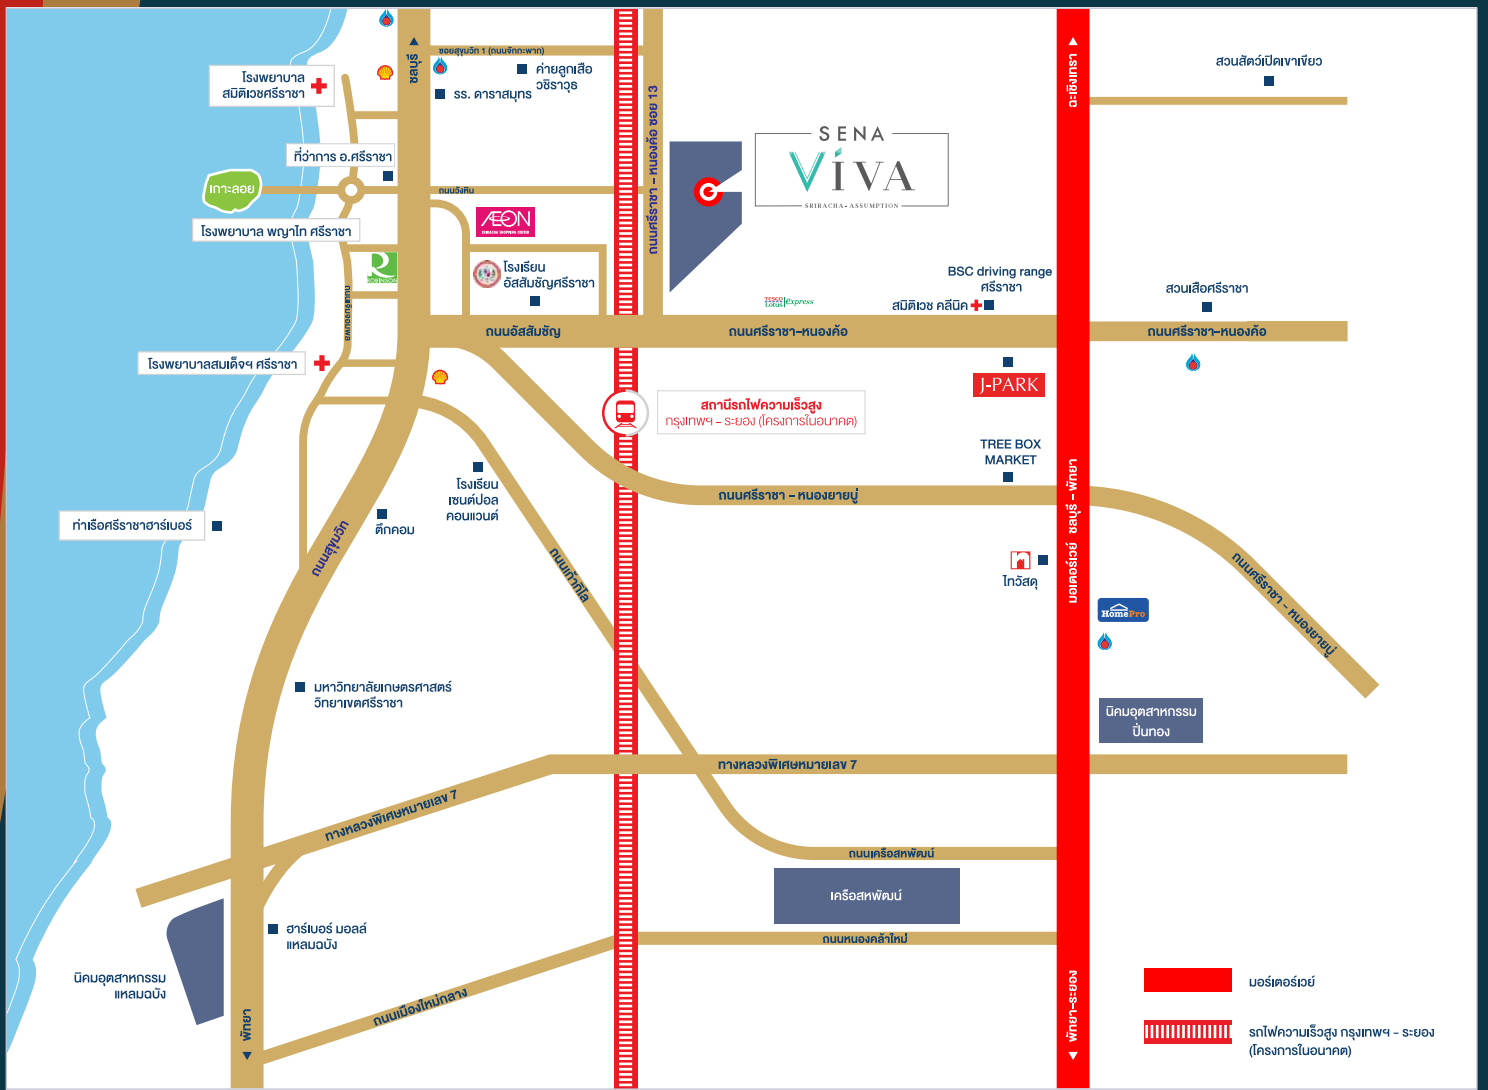 ชลบุรี
ซอยสุขุมวิท 1 (ถนนจักกะพาก)
ค่ายลูกเสือ
วชิราวุธ
รร. ดาราสมุทร
โรงพยาบาล
สมิติเวชศรีราชา
ที่ว่าการ อ.ศรีราชา
เกาะลอย
ถนนวังหิน
โรงพยาบาล พญาไท ศรีราชา
ROBINSON
ถนนเจิมจอมพล
โรงพยาบาลสมเด็จฯ ศรีราชา
ÆON
SRIRACHA SHOPPING CENTER
โรงเรียน
อัสสัมชัญศรีราชา
ถนนศรีราชา - หนองค้อ ซอย 13
SENA
VIVA
SRIRACHA - ASSUMPTION
ฉะเชิงเทรา
สวนสัตว์เปิดเขาเขียว
BSC driving range
ศรีราชา
สมิติเวช คลีนิค
TESCO
Lotus express
สวนเสือศรีราชา
ถนนอัสสัมชัญ
ถนนศรีราชา-หนองค้อ
ถนนศรีราชา-หนองค้อ
J-PARK
สถานีรถไฟความเร็วสูง
กรุงเทพฯ - ระยอง (โครงการในอนาคต)
TREE BOX
MARKET
ถนนศรีราชา - หนองยายบู่
โรงเรียน
เซนต์ปอล
คอนแวนต์
ตึกคอม
ท่าเรือศรีราชาฮาร์เบอร์
ถนนสุขุมวิท
ถนนเก้ากิโล
มอเตอร์เวย์ ชลบุรี - พัทยา
ไทวัสดุ
HomePro
ถนนศรีราชา - หนองยายบู่
มหาวิทยาลัยเกษตรศาสตร์
วิทยาเขตศรีราชา
นิคมอุตสาหกรรม
ปิ่นทอง
ทางหลวงพิเศษหมายเลข 7
ทางหลวงพิเศษหมายเลข 7
ถนนเครือสหพัฒน์
เครือสหพัฒน์
ถนนหนองคล้าใหม่
ฮาร์เบอร์ มอลล์
แหลมฉบัง
นิคมอุตสาหกรรม
แหลมฉบัง
ถนนเมืองใหม่กลาง
พัทยา
พัทยา-ระยอง
มอร์เตอร์เวย์
รถไฟความเร็วสูง กรุงเทพฯ - ระยอง
(โครงการในอนาคต)